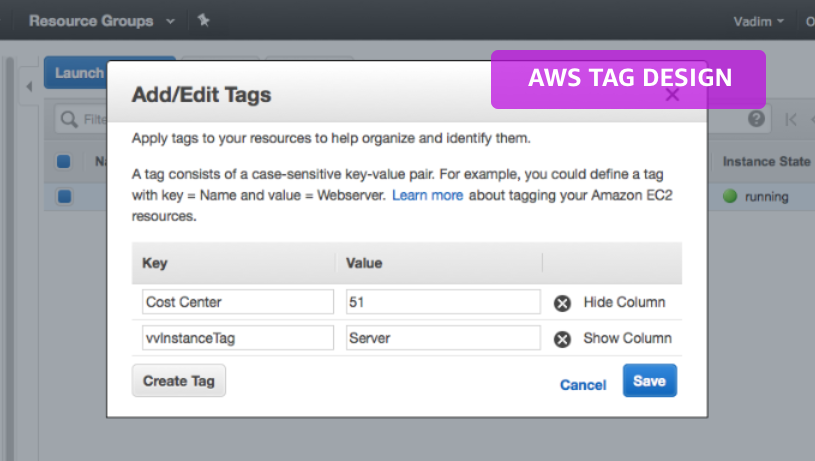 Resource Groups
Vadim
Launch
AWS TAG DESIGN
Add/Edit Tags
Apply tags to your resources to help organize and identify them.
A tag consists of a case-sensitive key-value pair. For example, you could define a tag
with key = Name and value = Webserver. Learn more about tagging your Amazon EC2
resources.
Instance State
running
Key Value
Cost Center 51 Hide Column
vvInstanceTag Server Show Column
Create Tag Cancel Save